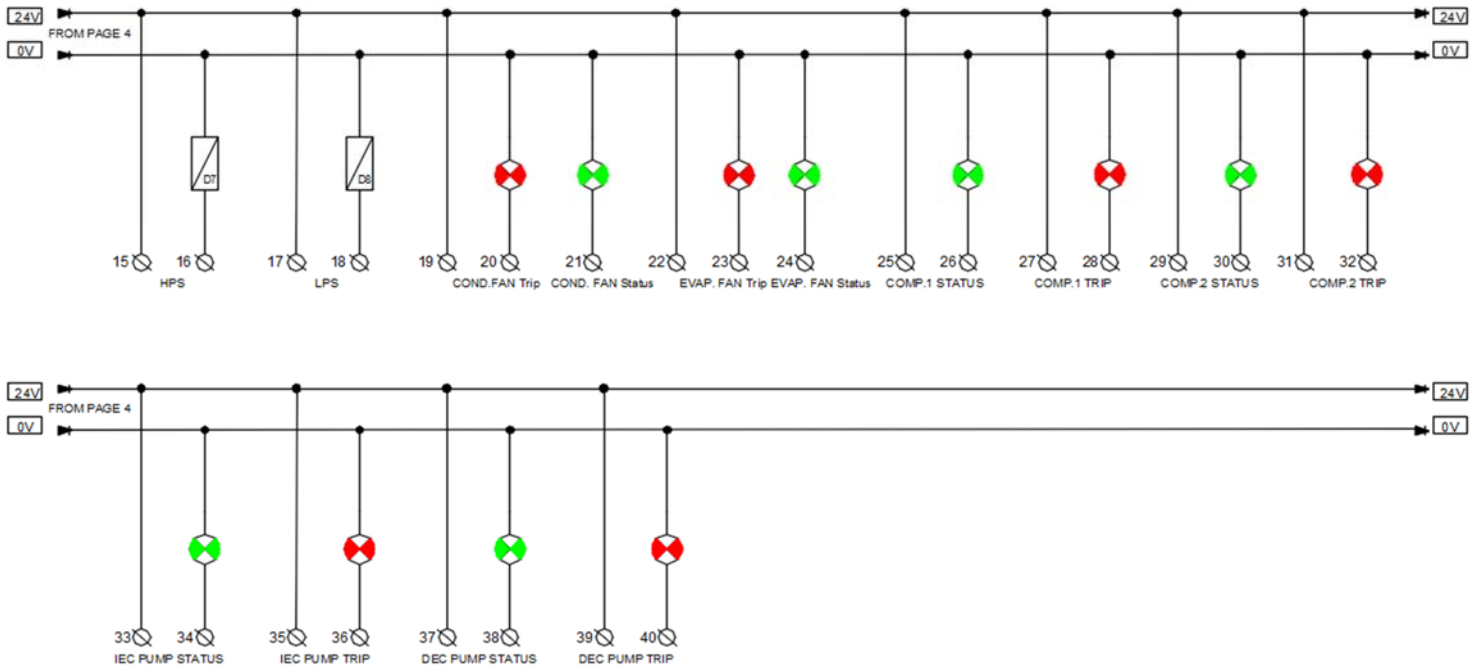 24V 24V
FROM PAGE 4
0V 0V
D7 D8
15 16 17 18 19 20 21 22 23 24 25 26 27 28 29 30 31 32
HPS LPS COND.FAN Trip COND. FAN Status EVAP. FAN Trip EVAP. FAN Status COMP.1 STATUS COMP.1 TRIP COMP.2 STATUS COMP.2 TRIP
24V 24V
FROM PAGE 4
0V 0V
33 34 35 36 37 38 39 40
IEC PUMP STATUS IEC PUMP TRIP DEC PUMP STATUS DEC PUMP TRIP